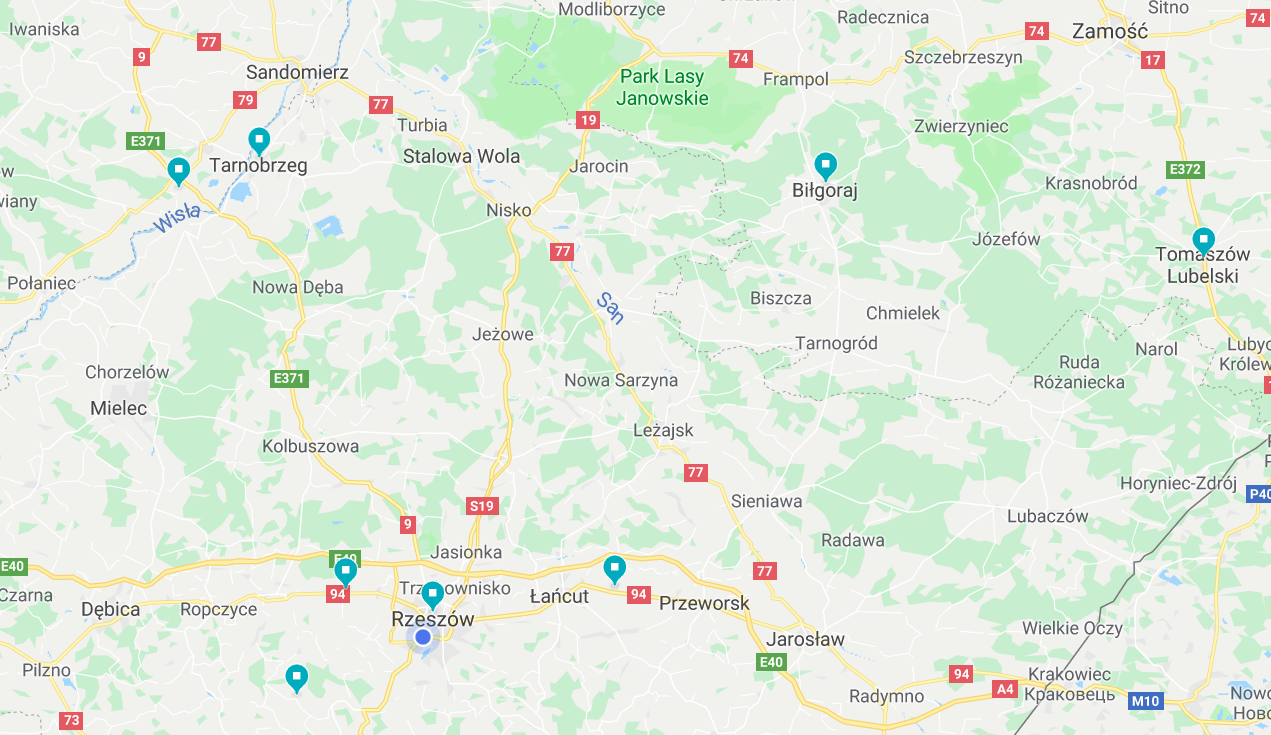 Modliborzyce
Sitno
Iwaniska
Radecznica
74
77
9
74
Zamość
74
Szczebrzeszyn
17
Sandomierz
Park Lasy
Janowskie
Frampol
79
77
19
Turbia
Zwierzyniec
E371
Stalowa Wola
Tarnobrzeg
Jarocin
E372
Krasnobród
Biłgoraj
wiany
Wisła
Nisko
Józefów
77
Tomaszów
Lubelski
Połaniec
Nowa Dęba
San
Biszcza
Chmielek
Jeżowe
Tarnogród
Narol
Lubyc
Królew
Ruda
Różaniecka
Chorzelów
E371
Nowa Sarzyna
Mielec
Leżajsk
Kolbuszowa
77
Horyniec-Zdrój
P40
Sieniawa
S19
Lubaczów
9
Radawa
Jasionka
E40
E40
77
Czarna
94
Rzeszów
Łańcut
94
Przeworsk
Dębica
Ropczyce
Wielkie Oczy
Jarosław
E40
Pilzno
94
Krakowiec
Краковець
A4
Radymno
M10
Nowo
Ново
73